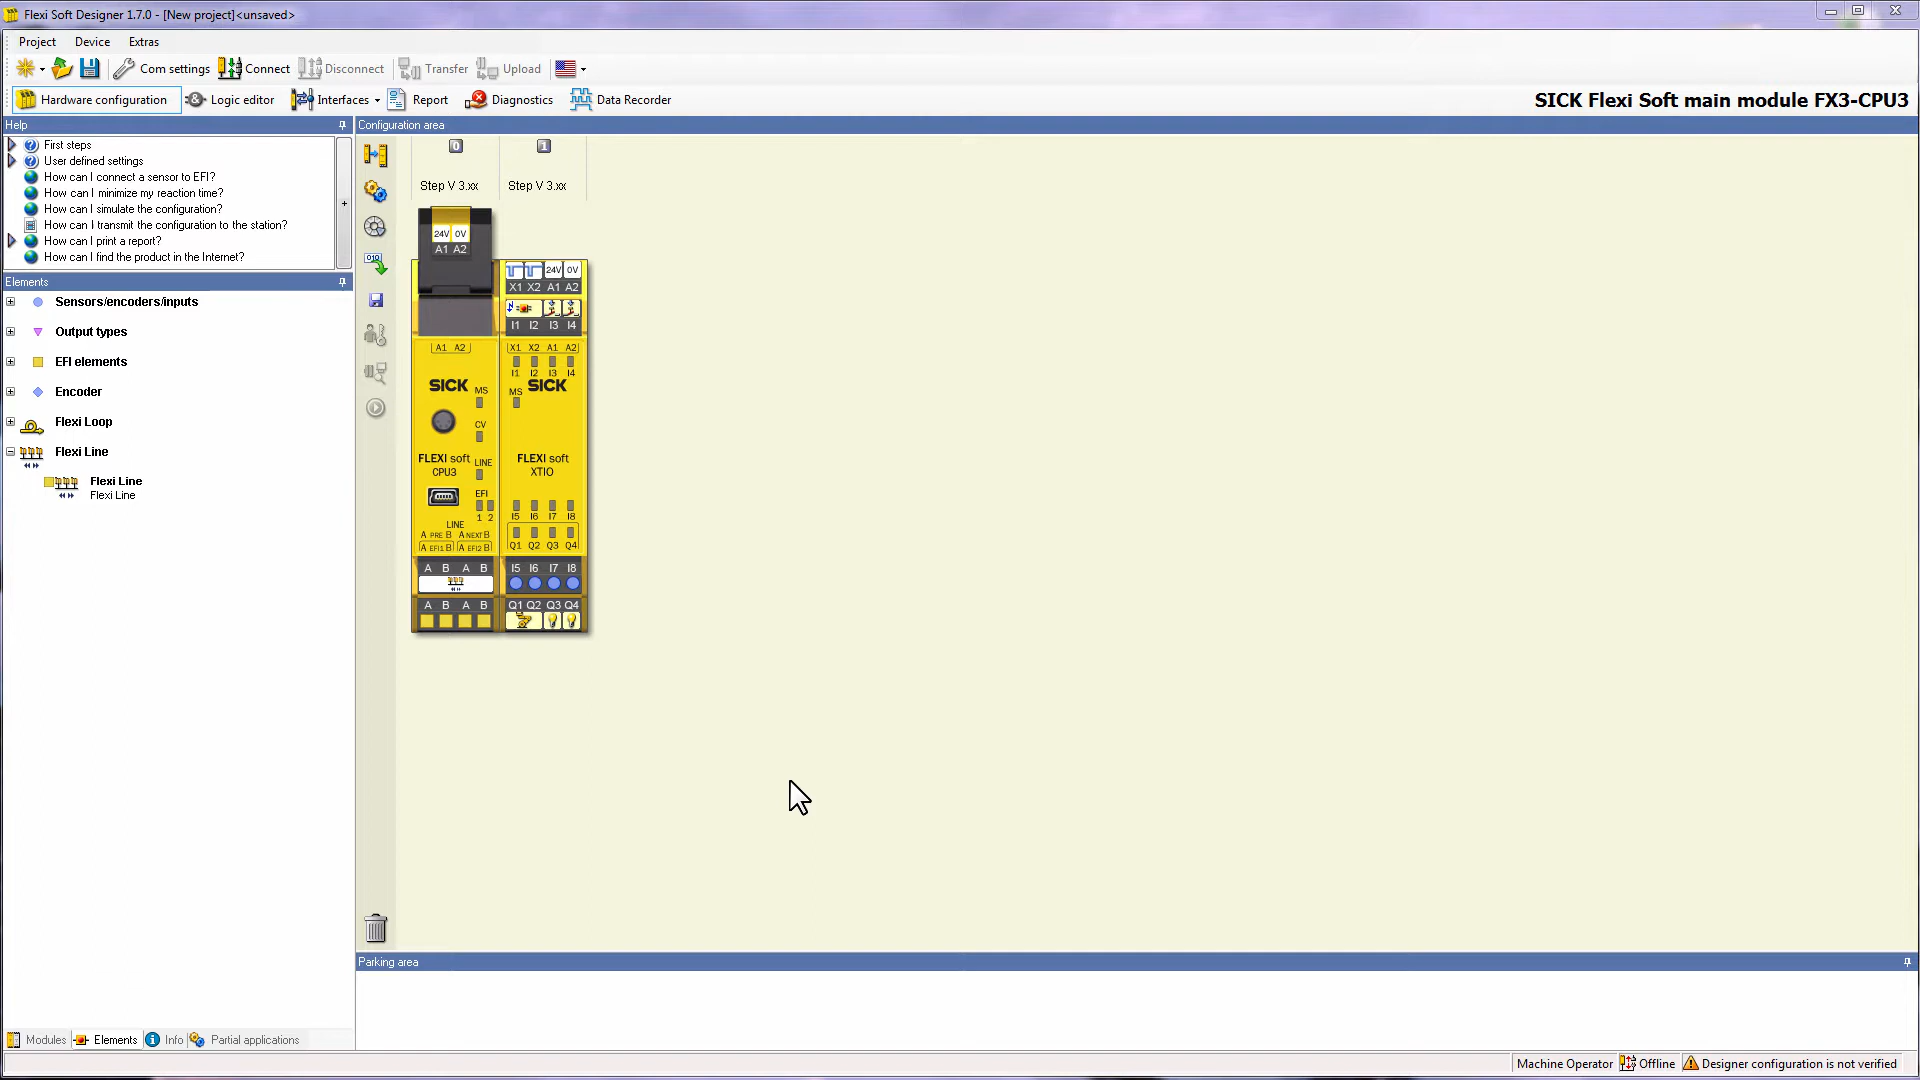 Flexi Soft Designer 1.7.0 - [New project]<unsaved>
Project Device Extras
Com settings Connect Disconnect Transfer Upload
Hardware configuration Logic editor Interfaces Report Diagnostics Data Recorder SICK Flexi Soft main module FX3-CPU3
Help
First steps
User defined settings
How can I connect a sensor to EFI?
How can I minimize my reaction time?
How can I simulate the configuration?
How can I transmit the configuration to the station?
How can I print a report?
How can I find the product in the Internet?
Elements
Sensors/encoders/inputs
Output types
EFI elements
Encoder
Flexi Loop
Flexi Line
Flexi Line
Flexi Line
Modules Elements Info Partial applications
Configuration area
0 1
Step V 3.xx Step V 3.xx
24V 0V
A1 A2
A1 A2
SICK
MS
CV
FLEXI soft
CPU3
LINE
EFI
1 2
LINE
A PRE B A NEXT B
A EFI1 B A EFI2 B
A B A B
A B A B
24V 0V
X1 X2 A1 A2
I1 I2 I3 I4
X1 X2 A1 A2
I1 I2 I3 I4
SICK
MS
FLEXI soft
XTIO
I5 I6 I7 I8
Q1 Q2 Q3 Q4
I5 I6 I7 I8
Q1 Q2 Q3 Q4
Parking area
Machine Operator Offline Designer configuration is not verified